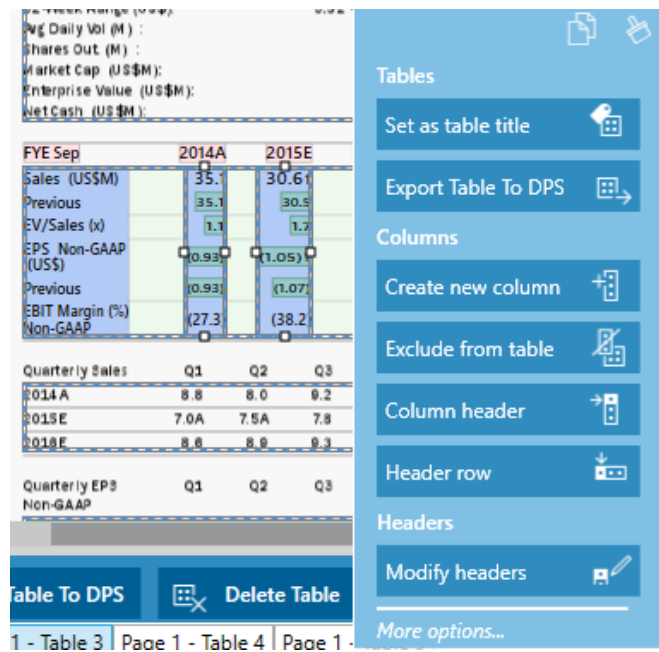 Avg Daily Vol (M) :
Shares Out. (M) :
Market Cap (US$M):
Enterprise Value (US$M):
Net Cash (US$M):
FYE Sep 2014A 2015E
Sales (US$M) 35.1 30.6
Previous 35.1 30.5
EV/Sales (x) 1.1 1.7
EPS Non-GAAP (0.93) (1.05)
(US$)
Previous (0.93) (1.07)
EBIT Margin (%) (27.3 (38.2
Non-GAAP
Quarterly Sales Q1 Q2 Q3
2014A 8.8 8.0 9.2
2015E 7.0A 7.5A 7.8
2016E 8.6 8.9 9.3
Quarterly EPS Q1 Q2 Q3
Non-GAAP
Table To DPS Delete Table
1 - Table 3 Page 1 - Table 4 Page 1 -
Tables
Set as table title
Export Table To DPS
Columns
Create new column
Exclude from table
Column header
Header row
Headers
Modify headers
More options...